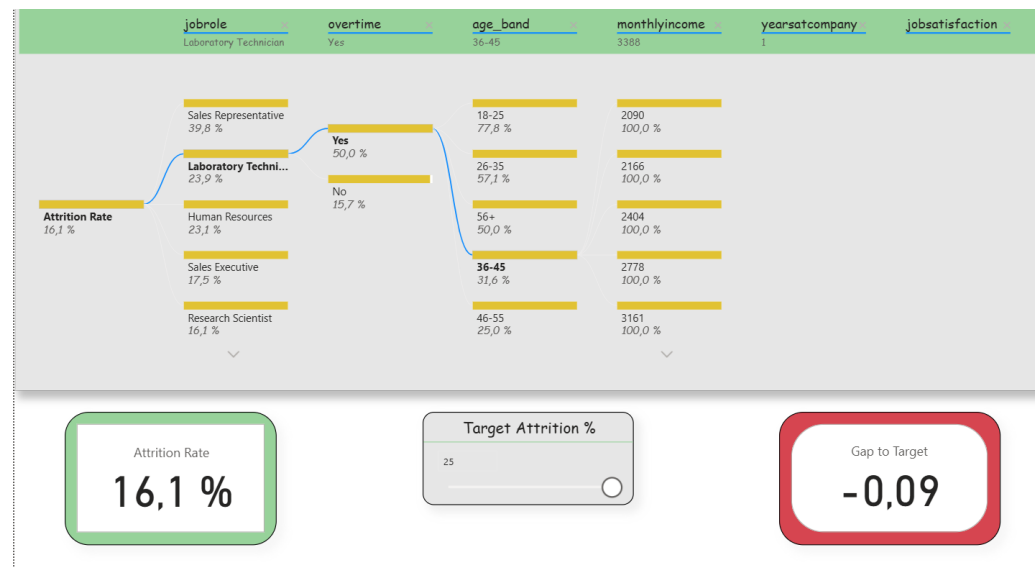 jobrole × overtime × age_band × monthlyincome × yearsatcompany × jobsatisfaction ×
Laboratory Technician Yes 36-45 3388 1
Sales Representative
39,8 %
Laboratory Techni...
23,9 %
Human Resources
23,1 %
Sales Executive
17,5 %
Research Scientist
16,1 %
Attrition Rate
16,1 %
Yes
50,0 %
No
15,7 %
18-25
77,8 %
26-35
57,1 %
56+
50,0 %
36-45
31,6 %
46-55
25,0 %
2090
100,0 %
2166
100,0 %
2404
100,0 %
2778
100,0 %
3161
100,0 %
Attrition Rate
16,1 %
Target Attrition %
25
Gap to Target
-0,09